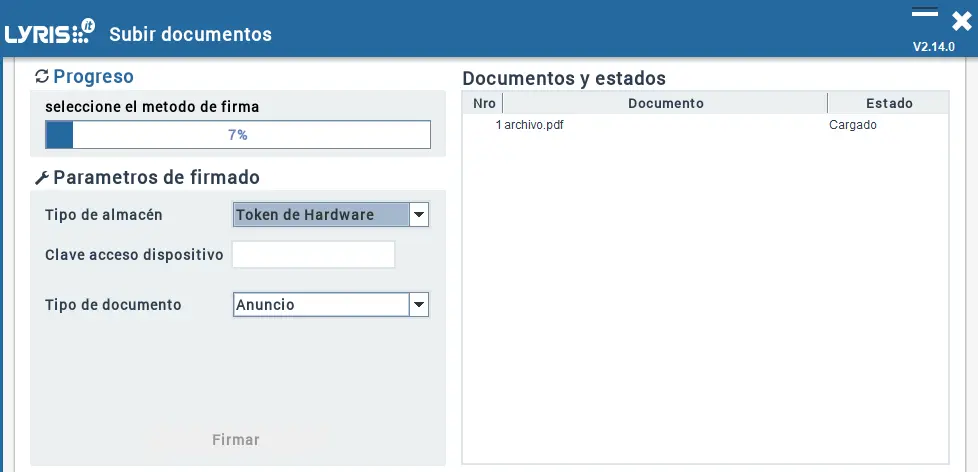 LYRIS it Subir documentos
V2.14.0
Progreso
seleccione el metodo de firma
7%
Parametros de firmado
Tipo de almacén Token de Hardware
Clave acceso dispositivo
Tipo de documento Anuncio
Firmar
Documentos y estados
Nro Documento Estado
1 archivo.pdf Cargado